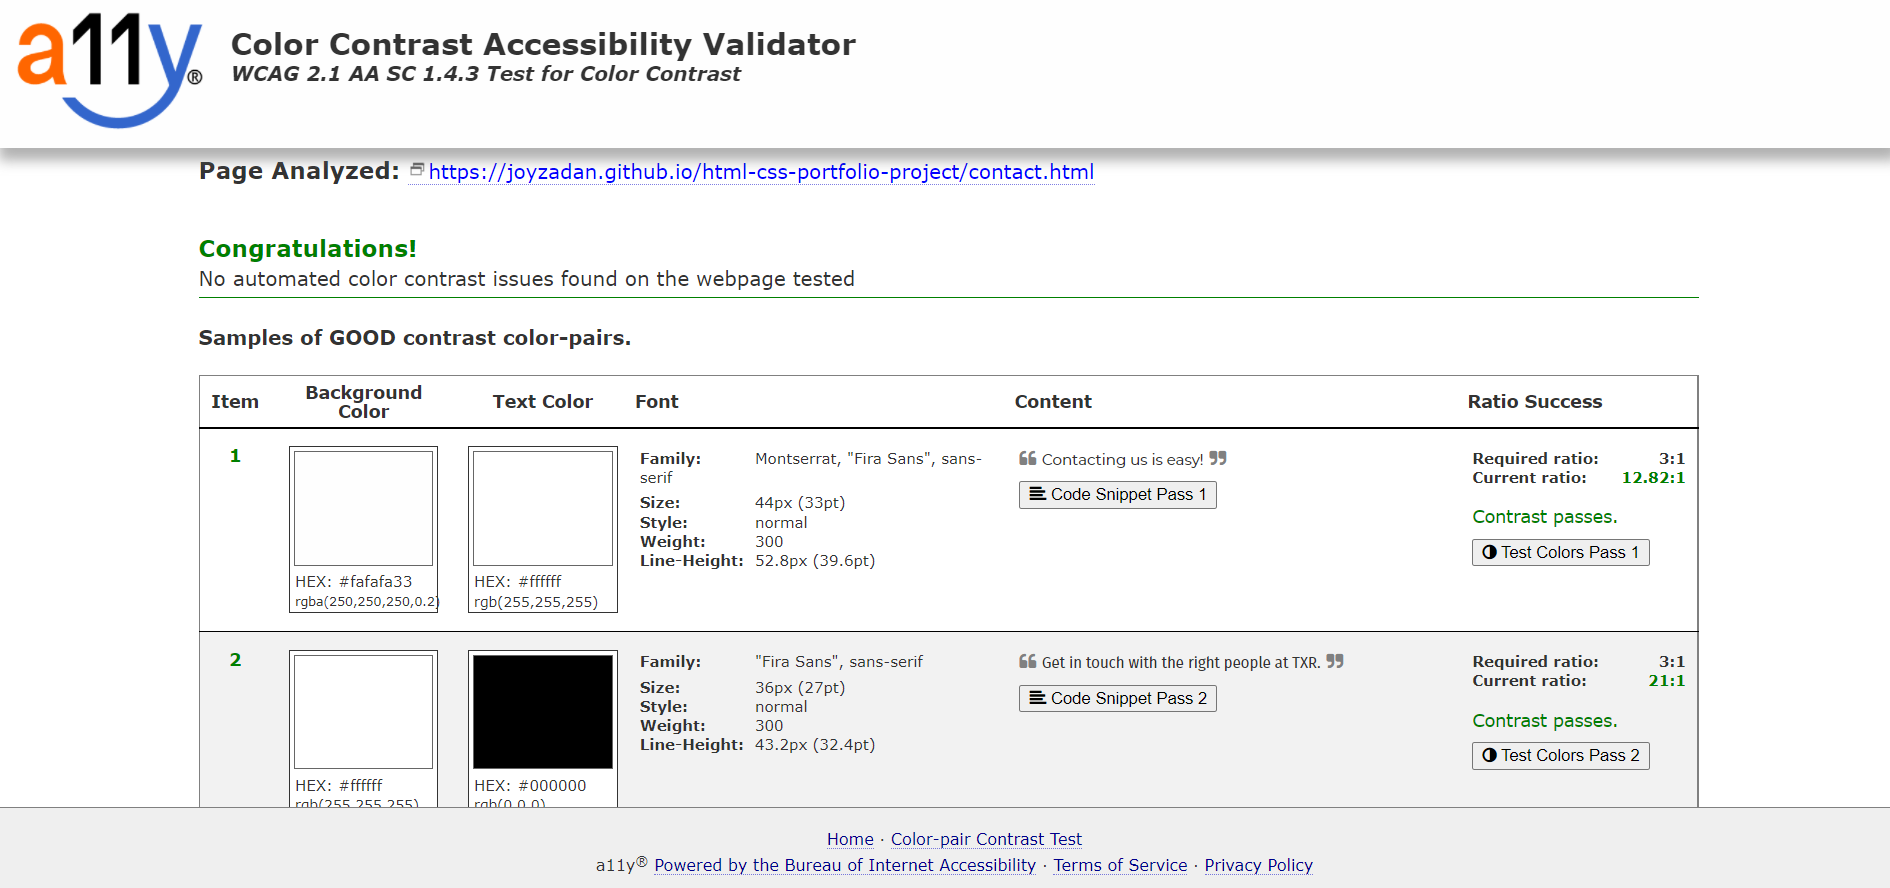 a11y®
Color Contrast Accessibility Validator
WCAG 2.1 AA SC 1.4.3 Test for Color Contrast
Page Analyzed: https://joyzadan.github.io/html-css-portfolio-project/contact.html
Congratulations!
No automated color contrast issues found on the webpage tested
Samples of GOOD contrast color-pairs.
Item
Background
Color
Text Color
Font
Content
Ratio Success
1
HEX: #fafafa33
rgba(250,250,250,0.2)
HEX: #ffffff
rgb(255,255,255)
Family: Montserrat, "Fira Sans", sans-
serif
Size: 44px (33pt)
Style: normal
Weight: 300
Line-Height: 52.8px (39.6pt)
❝ Contacting us is easy! ❞
Code Snippet Pass 1
Required ratio: 3:1
Current ratio: 12.82:1
Contrast passes.
Test Colors Pass 1
2
HEX: #ffffff
rgb(255,255,255)
HEX: #000000
rgb(0,0,0)
Family: "Fira Sans", sans-serif
Size: 36px (27pt)
Style: normal
Weight: 300
Line-Height: 43.2px (32.4pt)
❝ Get in touch with the right people at TXR. ❞
Code Snippet Pass 2
Required ratio: 3:1
Current ratio: 21:1
Contrast passes.
Test Colors Pass 2
Home · Color-pair Contrast Test
a11y® Powered by the Bureau of Internet Accessibility · Terms of Service · Privacy Policy